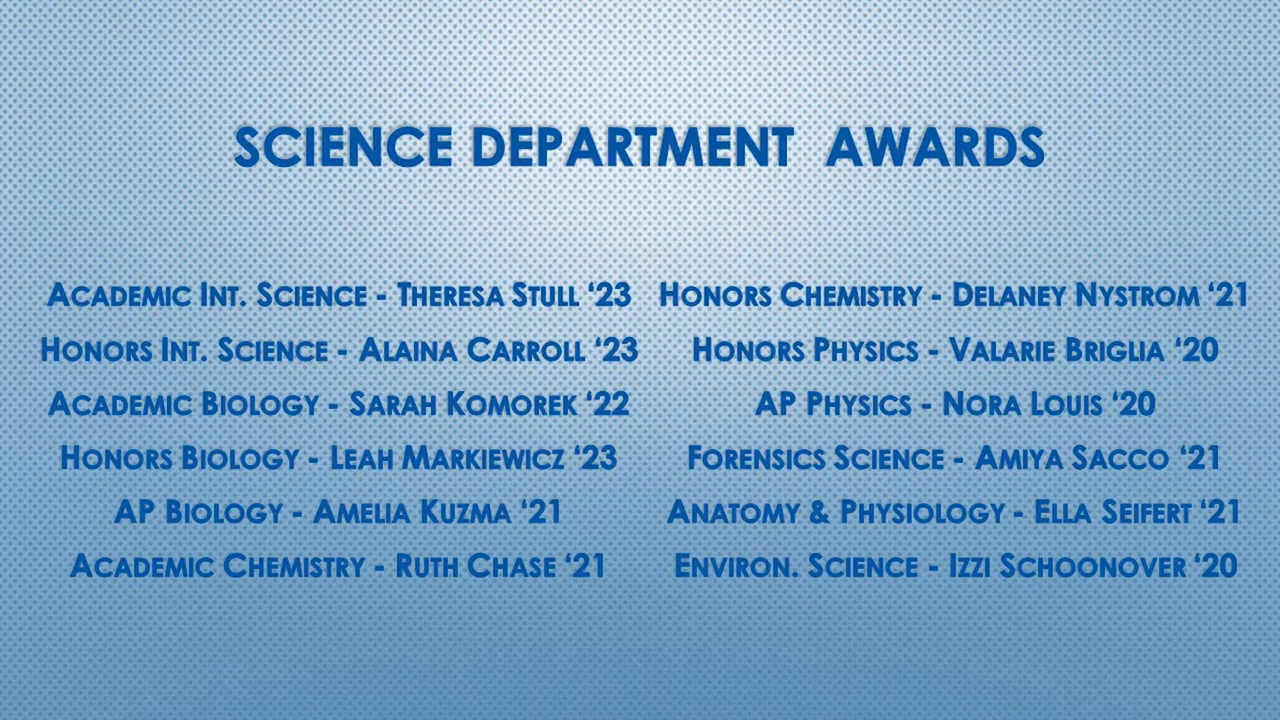 SCIENCE DEPARTMENT AWARDS
ACADEMIC INT. SCIENCE - THERESA STULL ‘23
HONORS INT. SCIENCE - ALAINA CARROLL ‘23
ACADEMIC BIOLOGY - SARAH KOMOREK ‘22
HONORS BIOLOGY - LEAH MARKIEWICZ ‘23
AP BIOLOGY - AMELIA KUZMA ‘21
ACADEMIC CHEMISTRY - RUTH CHASE ‘21
HONORS CHEMISTRY - DELANEY NYSTROM ‘21
HONORS PHYSICS - VALARIE BRIGLIA ‘20
AP PHYSICS - NORA LOUIS ‘20
FORENSICS SCIENCE - AMIYA SACCO ‘21
ANATOMY & PHYSIOLOGY - ELLA SEIFERT ‘21
ENVIRON. SCIENCE - IZZI SCHOONOVER ‘20